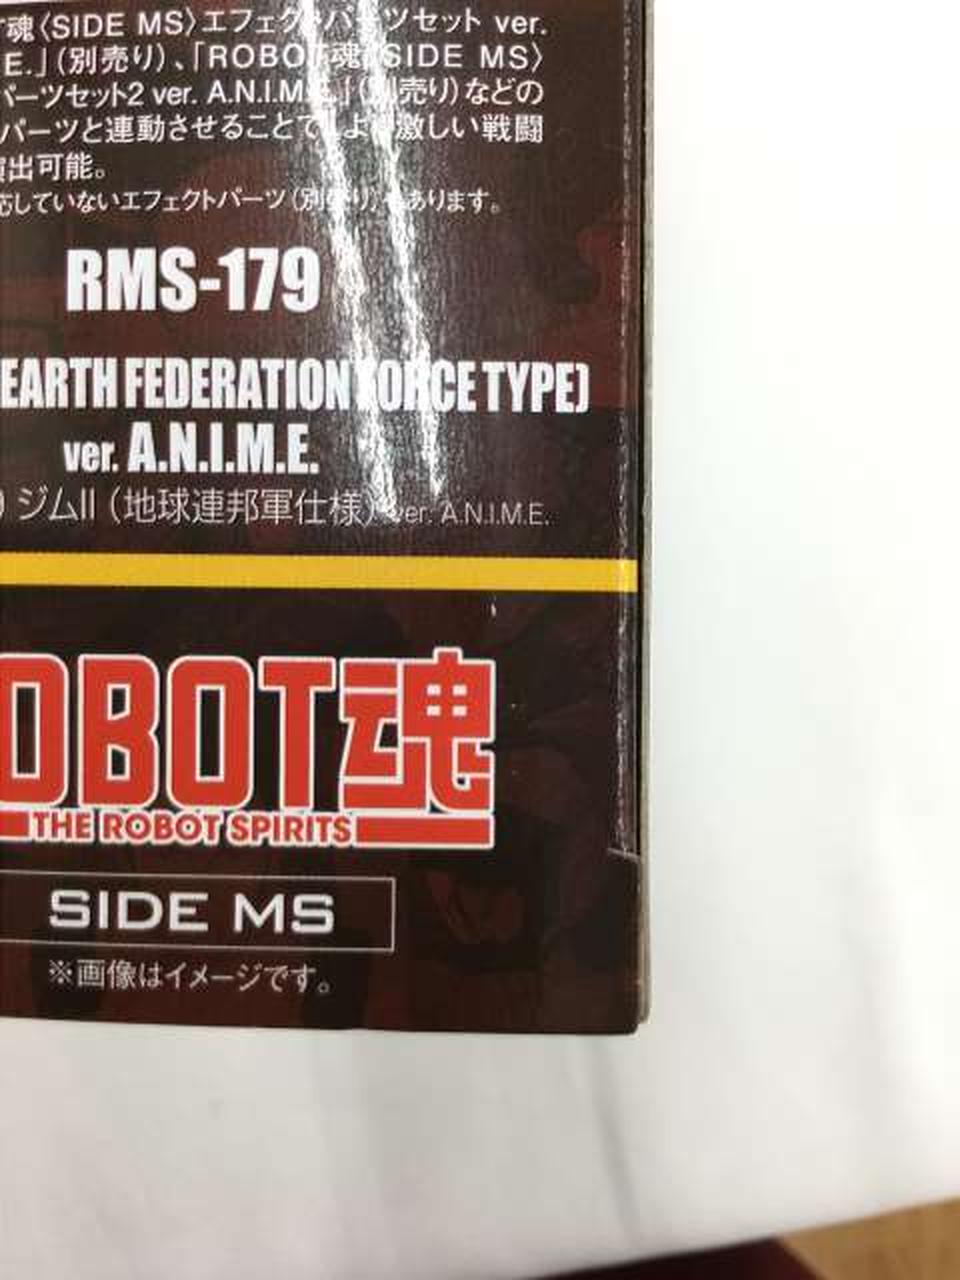 魂〈SIDE MS〉エフェクトパーツセット ver.
E.」(別売り)、「ROBOT魂〈SIDE MS〉
パーツセット2 ver. A.N.I.M.E.」(別売り)などの
パーツと連動させることで、より激しい戦闘
演出可能。
応していないエフェクトパーツ(別売り)もあります。
RMS-179
EARTH FEDERATION FORCE TYPE)
ver. A.N.I.M.E.
) ジムII(地球連邦軍仕様) ver. A.N.I.M.E.
OBOT魂
THE ROBOT SPIRITS
SIDE MS
※画像はイメージです。